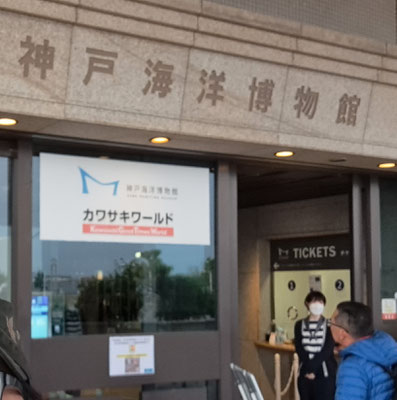 神戸海洋博物館
神戸海洋博物館
KOBE MARITIME MUSEUM
カワサキワールド
Kawasaki Good Times World
TICKETS
1 2